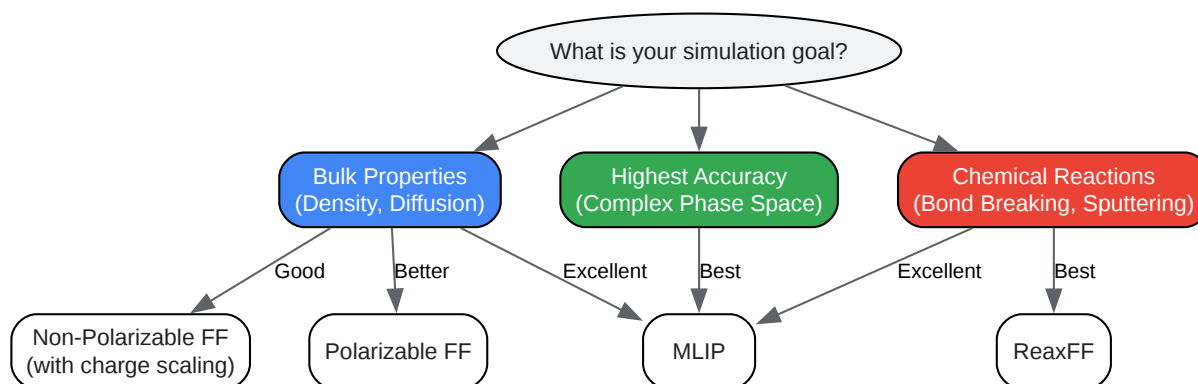 What is your simulation goal?
Bulk Properties
(Density, Diffusion)
Highest Accuracy
(Complex Phase Space)
Chemical Reactions
(Bond Breaking, Sputtering)
Good
Better
Excellent
Best
Excellent
Best
Non-Polarizable FF
(with charge scaling)
Polarizable FF
MLIP
ReaxFF